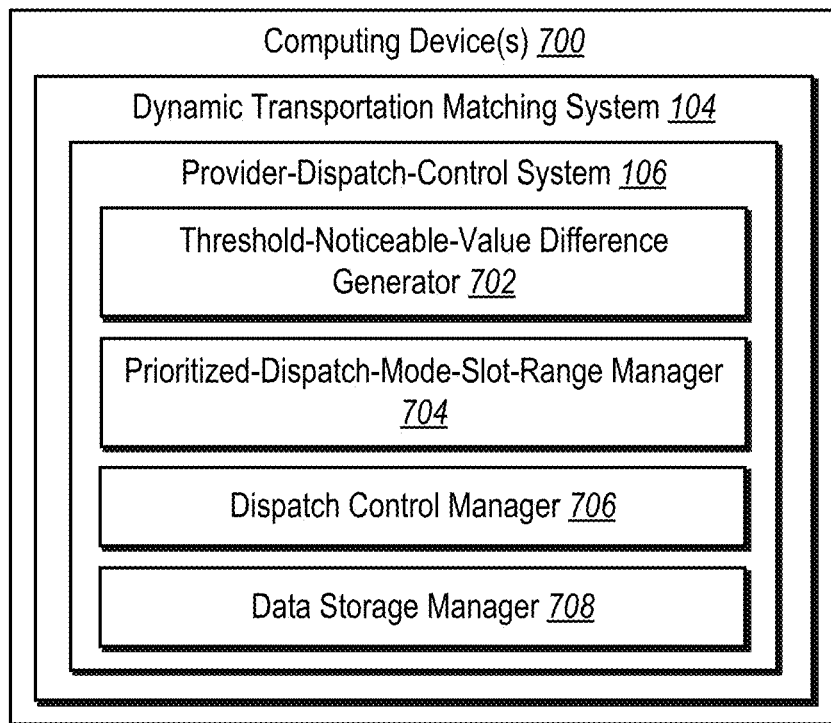 Computing Device(s) 700
Dynamic Transportation Matching System 104
Provider-Dispatch-Control System 106
Threshold-Noticeable-Value Difference
Generator 702
Prioritized-Dispatch-Mode-Slot-Range Manager
704
Dispatch Control Manager 706
Data Storage Manager 708